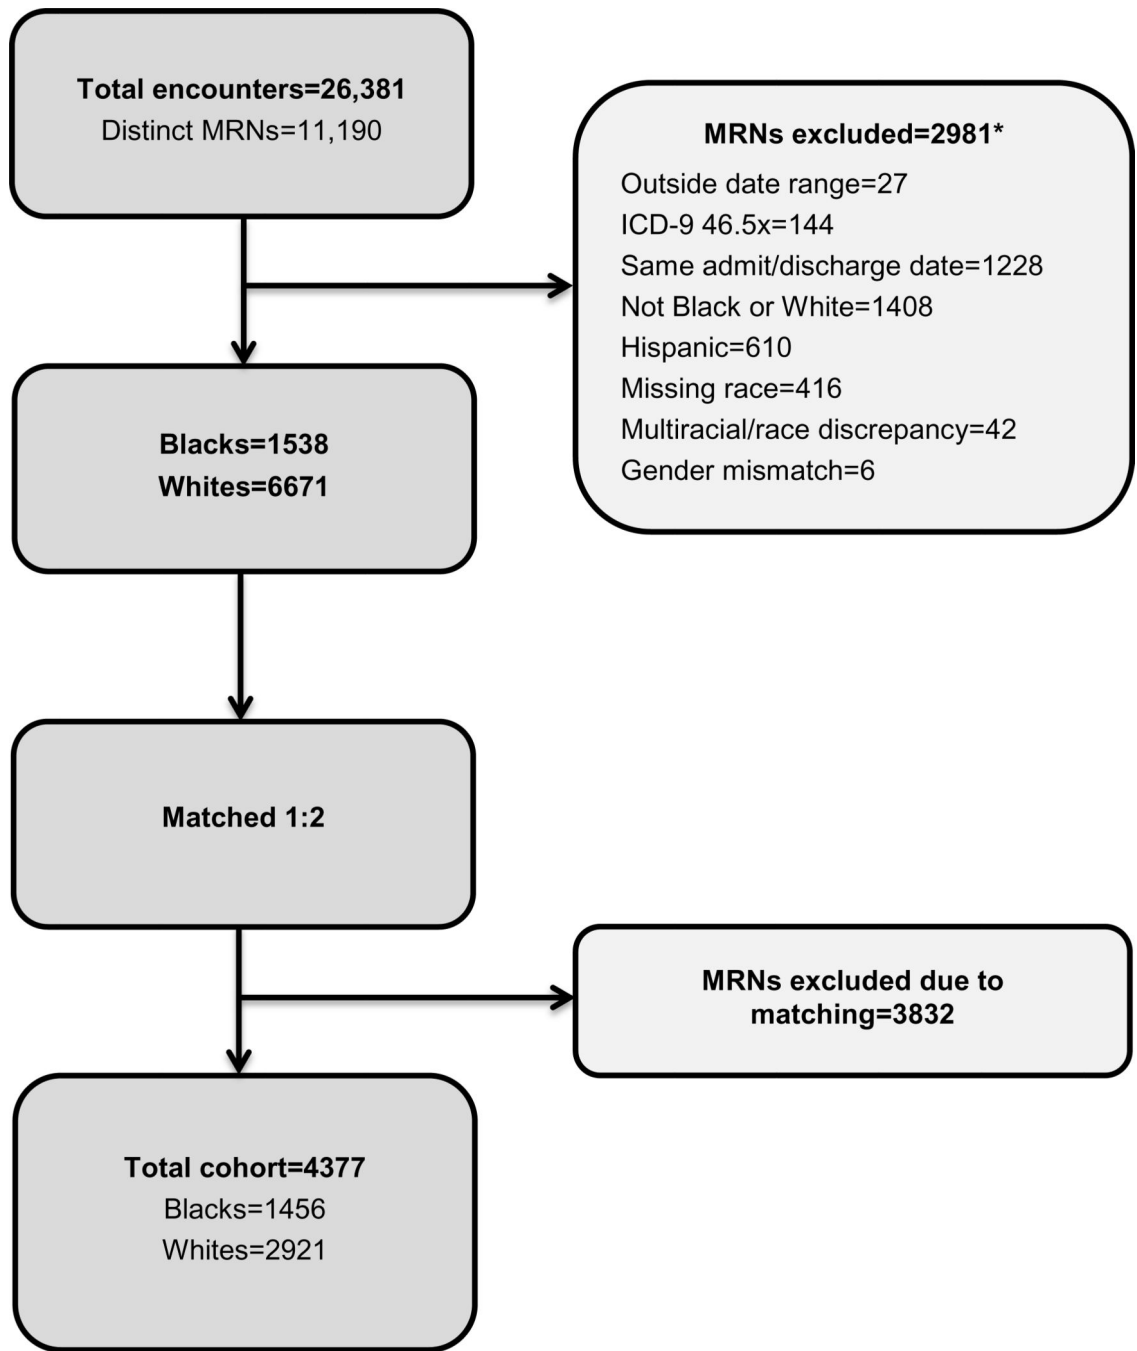 Total encounters=26,381
Distinct MRNs=11,190
MRNs excluded=2981*
Outside date range=27
ICD-9 46.5x=144
Same admit/discharge date=1228
Not Black or White=1408
Hispanic=610
Missing race=416
Multiracial/race discrepancy=42
Gender mismatch=6
Blacks=1538
Whites=6671
Matched 1:2
MRNs excluded due to
matching=3832
Total cohort=4377
Blacks=1456
Whites=2921